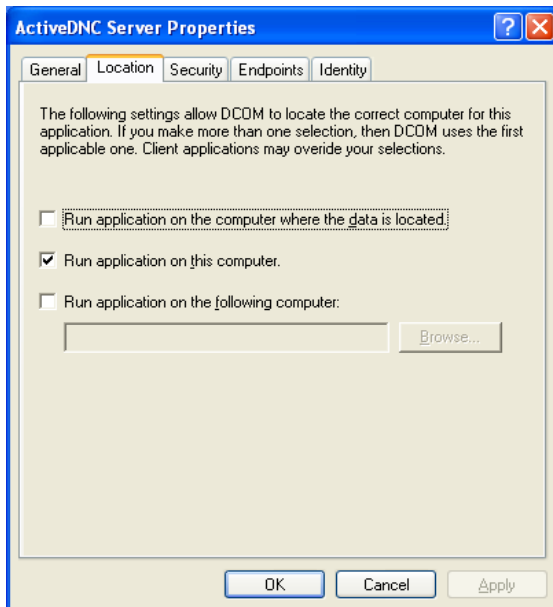 ActiveDNC Server Properties
General Location Security Endpoints Identity
The following settings allow DCOM to locate the correct computer for this
application. If you make more than one selection, then DCOM uses the first
applicable one. Client applications may overide your selections.
Run application on the computer where the data is located.
Run application on this computer.
Run application on the following computer:
Browse...
OK Cancel Apply